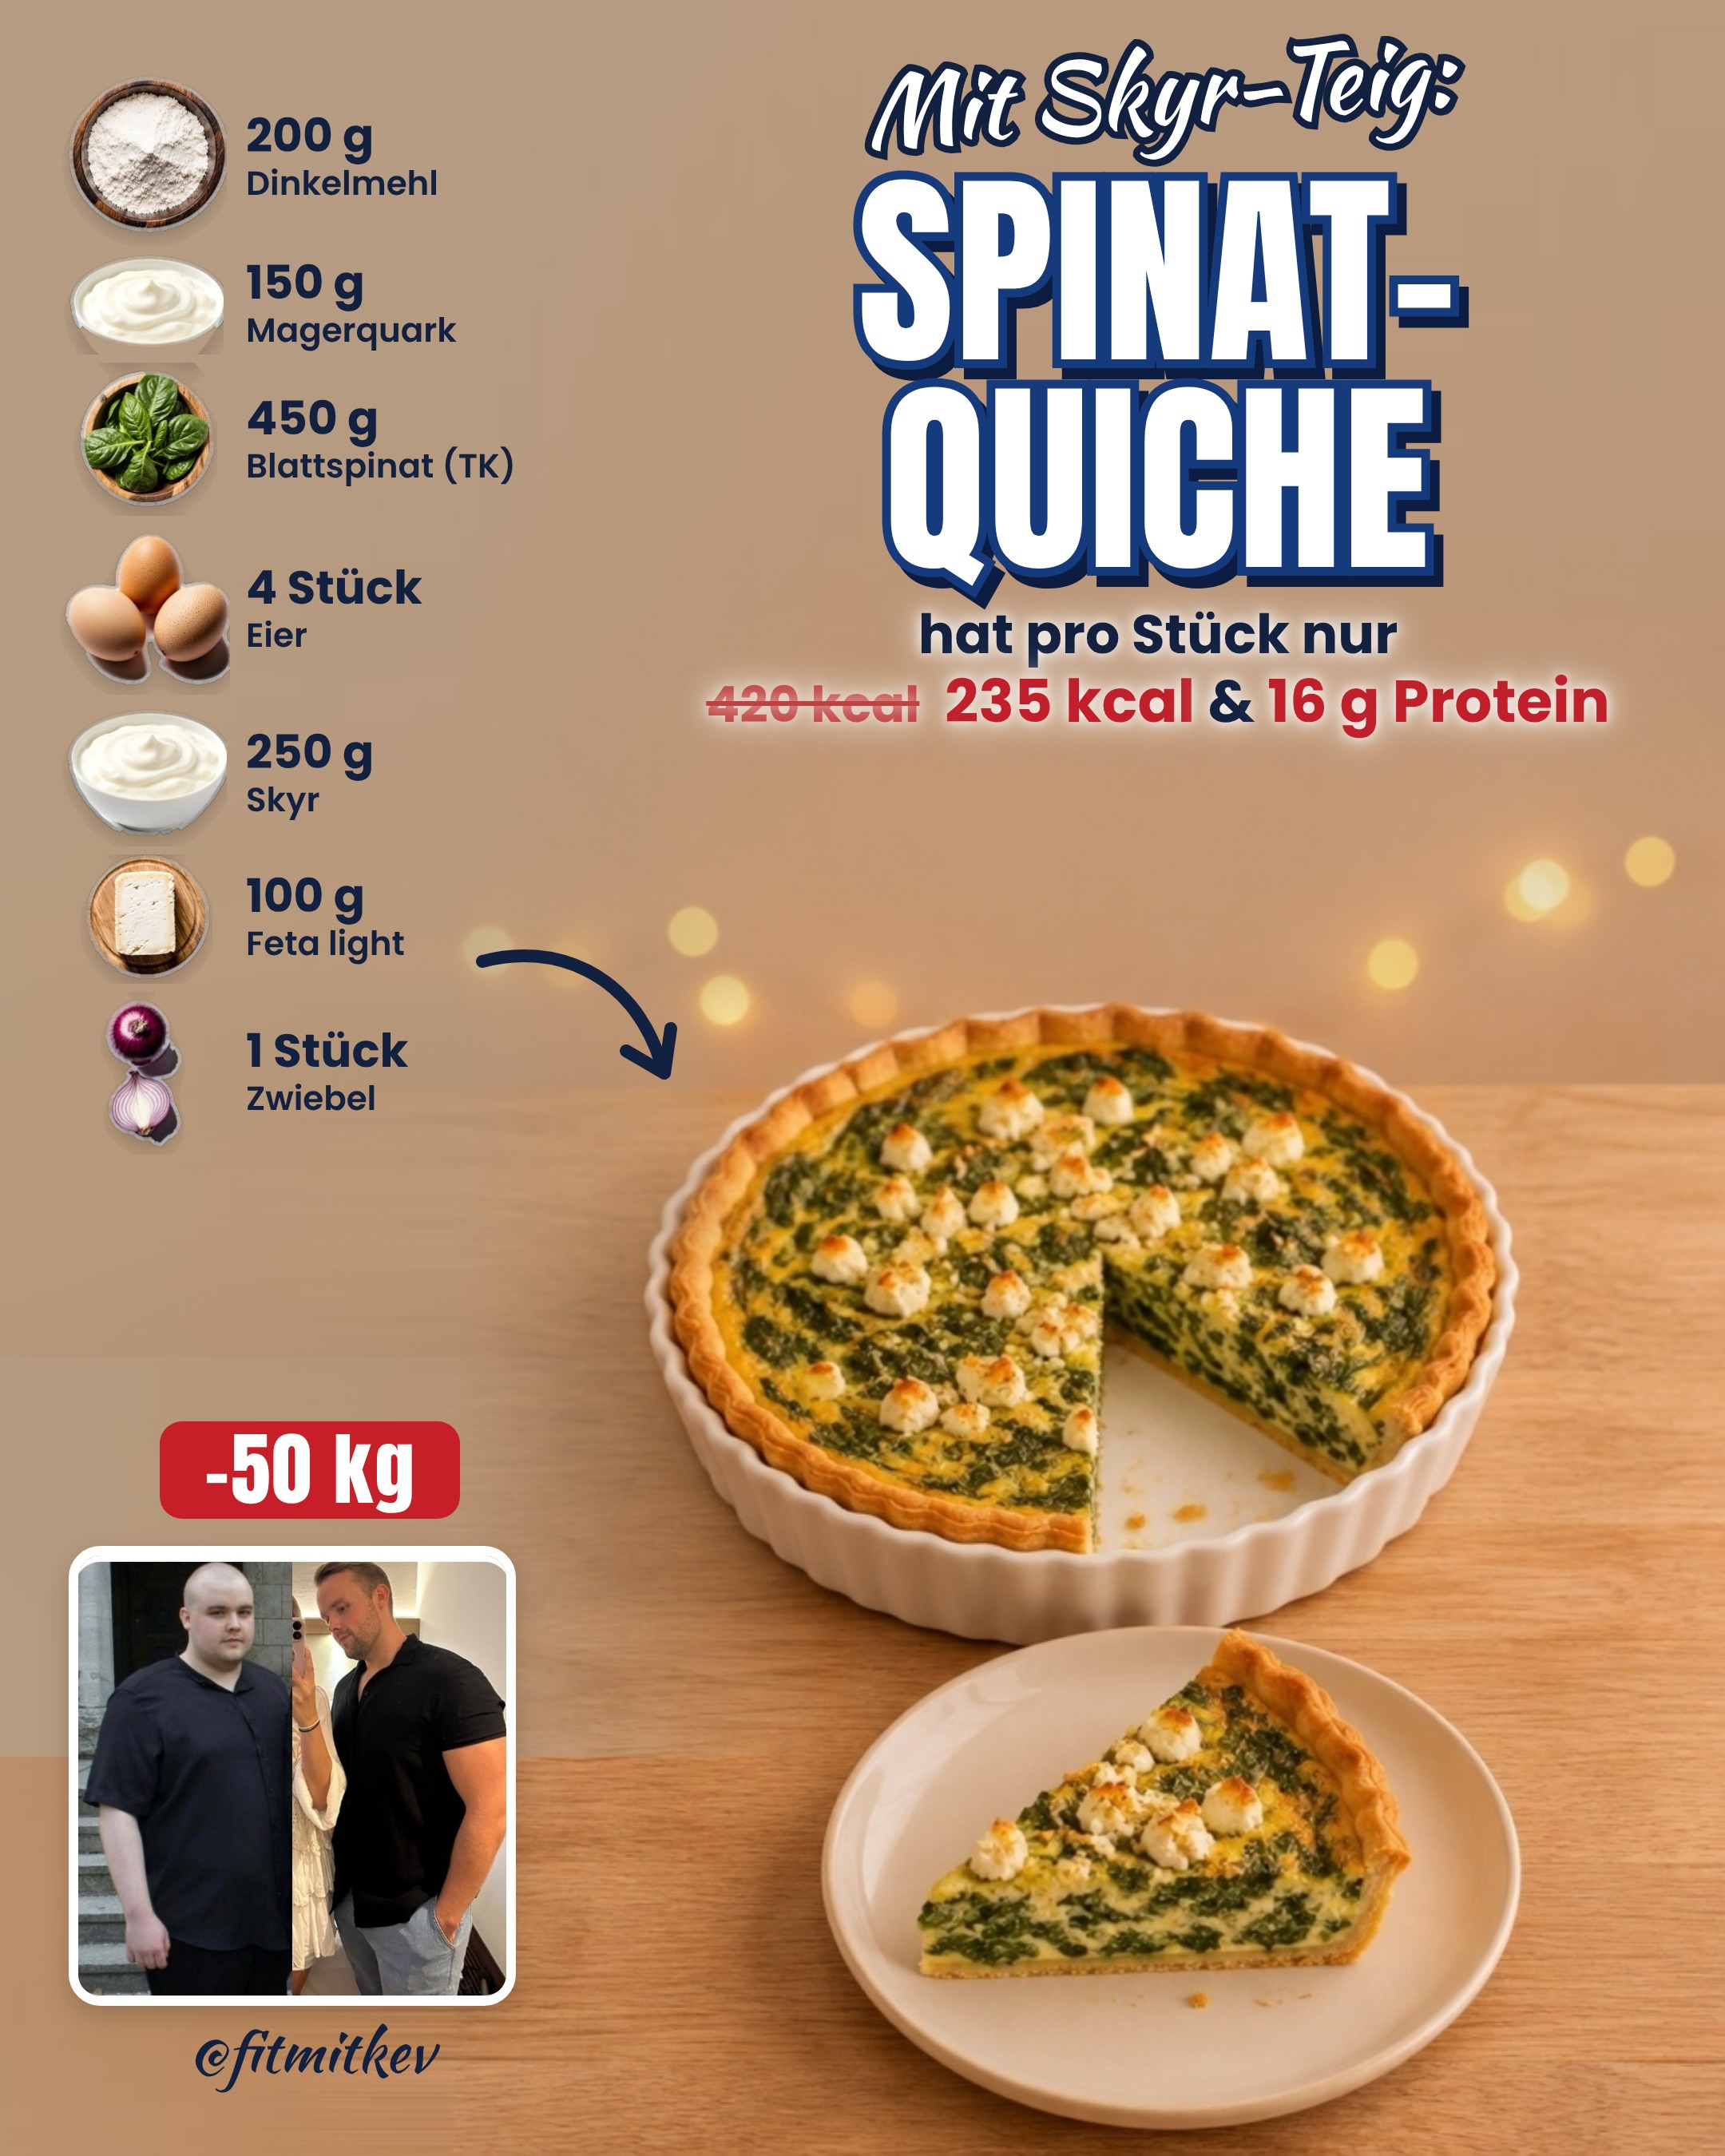 Mit Skyr-Teig:
SPINAT-
QUICHE
hat pro Stück nur
420 kcal 235 kcal & 16 g Protein
200 g
Dinkelmehl
150 g
Magerquark
450 g
Blattspinat (TK)
4 Stück
Eier
250 g
Skyr
100 g
Feta light
1 Stück
Zwiebel
-50 kg
@fitmitkev